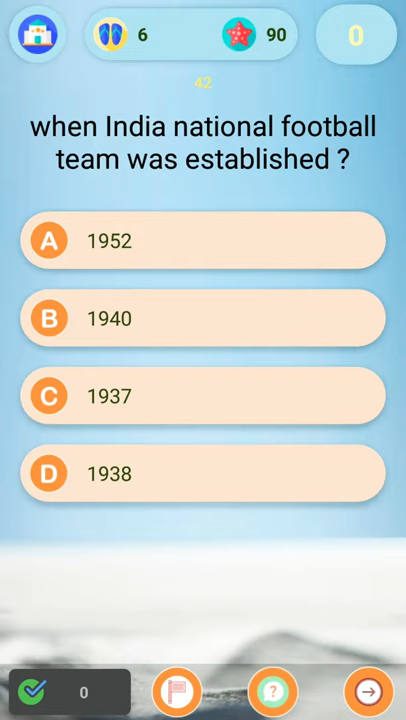 6
90
0
42
when India national football
team was established ?
A 1952
B 1940
C 1937
D 1938
0
?